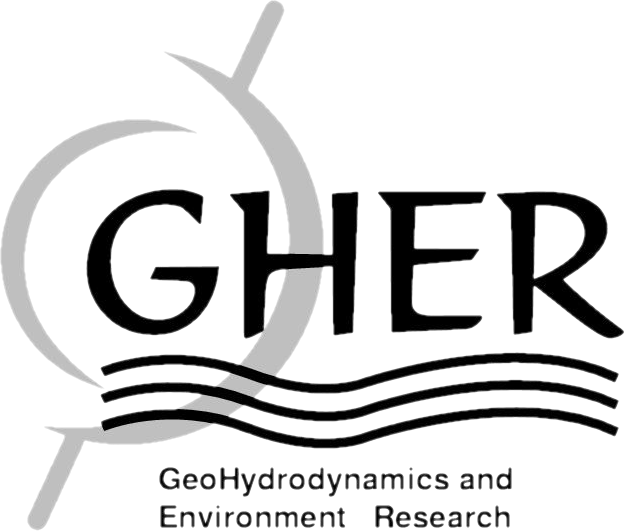 GHER
GeoHydrodynamics and
Environment Research